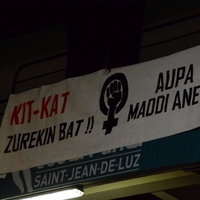 KIT-KAT
ZUREKIN BAT !!
AUPA
MADDI ANE
SAINT-JEAN-DE-LUZ